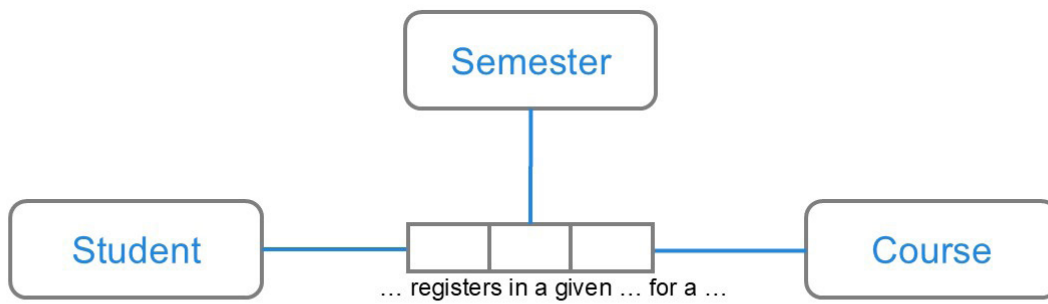 Semester
Student
Course
... registers in a given ... for a ...